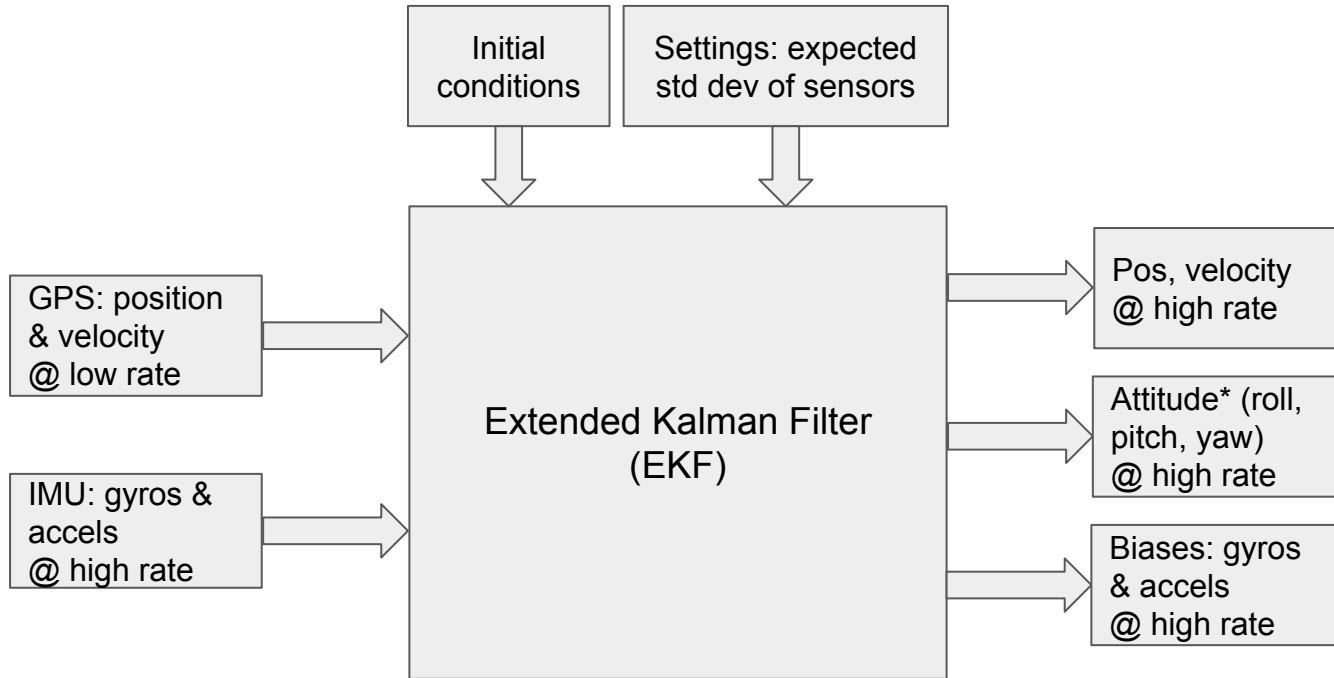 Initial
conditions
Settings: expected
std dev of sensors
GPS: position
& velocity
@ low rate
IMU: gyros &
accels
@ high rate
Extended Kalman Filter
(EKF)
Pos, velocity
@ high rate
Attitude* (roll,
pitch, yaw)
@ high rate
Biases: gyros
& accels
@ high rate